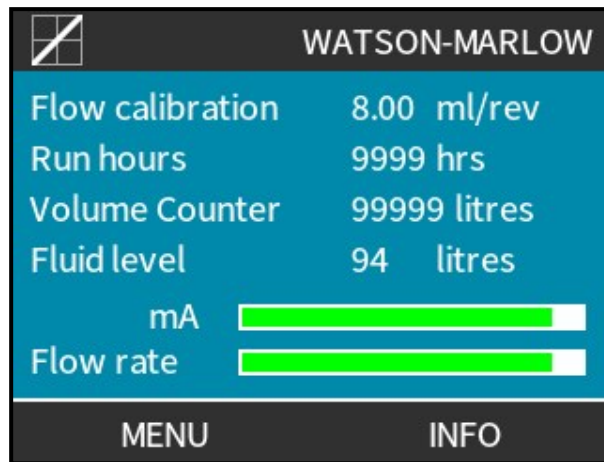 WATSON-MARLOW
Flow calibration 8.00 ml/rev
Run hours 9999 hrs
Volume Counter 99999 litres
Fluid level 94 litres
mA
Flow rate
MENU INFO